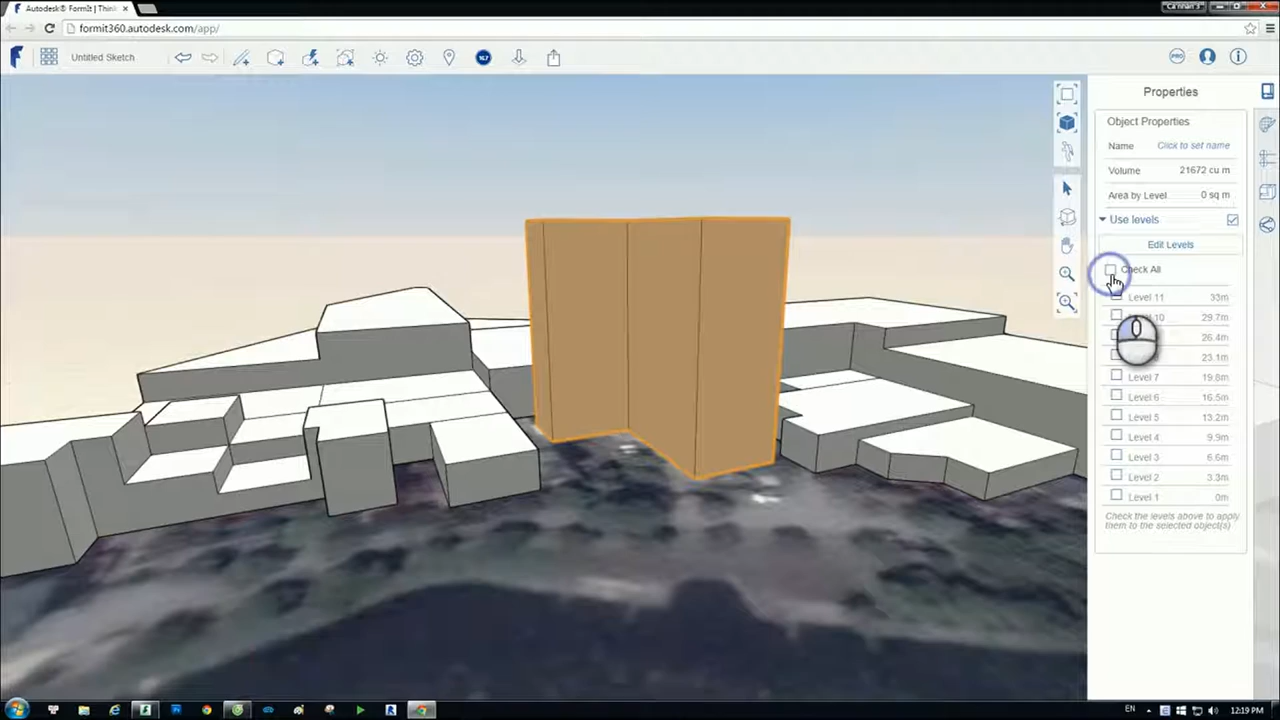 Autodesk® FormIt | Think
formit360.autodesk.com/app/
Untitled Sketch
Properties
Object Properties
Name Click to set name
Volume 21672 cu m
Area by Level 0 sq m
Use levels
Edit Levels
Check All
Level 11 33m
10 29.7m
26.4m
23.1m
Level 7 19.8m
Level 6 16.5m
Level 5 13.2m
Level 4 9.9m
Level 3 6.6m
Level 2 3.3m
Level 1 0m
Check the levels above to apply
them to the selected object(s)
EN 12:19 PM